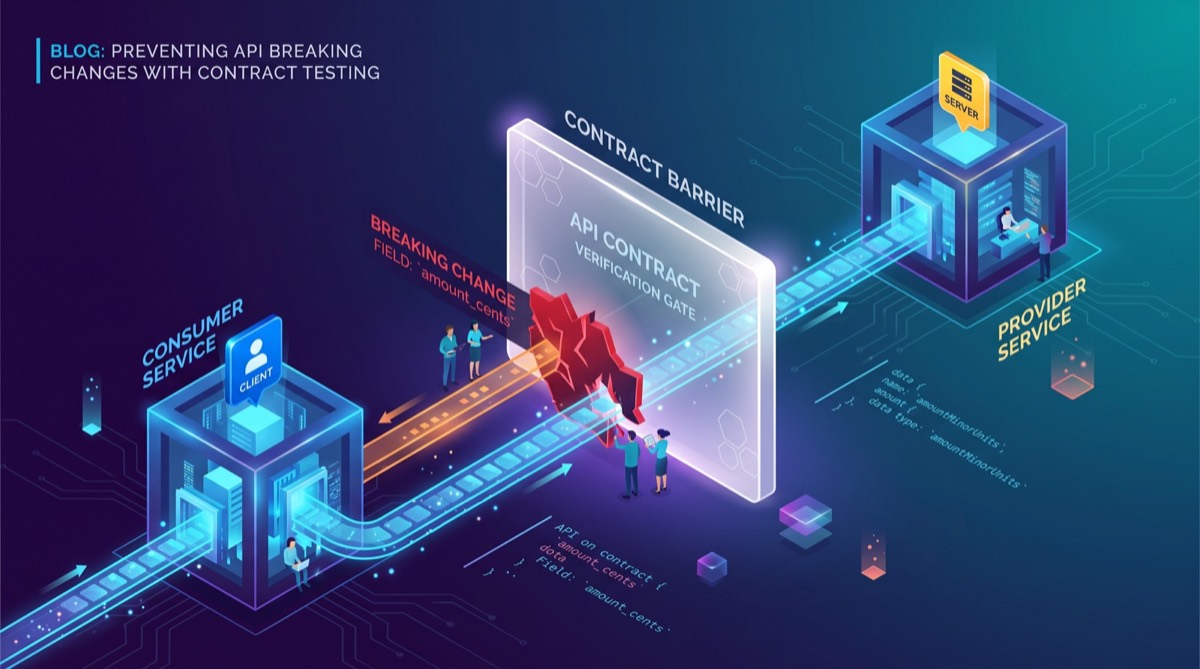 BLOG: PREVENTING API BREAKING
CHANGES WITH CONTRACT TESTING
CONTRACT BARRIER
API CONTRACT
VERIFICATION GATE
BREAKING CHANGE
FIELD: `amount_cents`
CONSUMER
SERVICE
CLIENT
SERVER
PROVIDER
SERVICE
data {
name: `amountMinorUnits`;
amount {
data type: `amountMinorUnits`
} }.
API on contract {
`amount_cents
dota
} Field: `amount_cents`
}